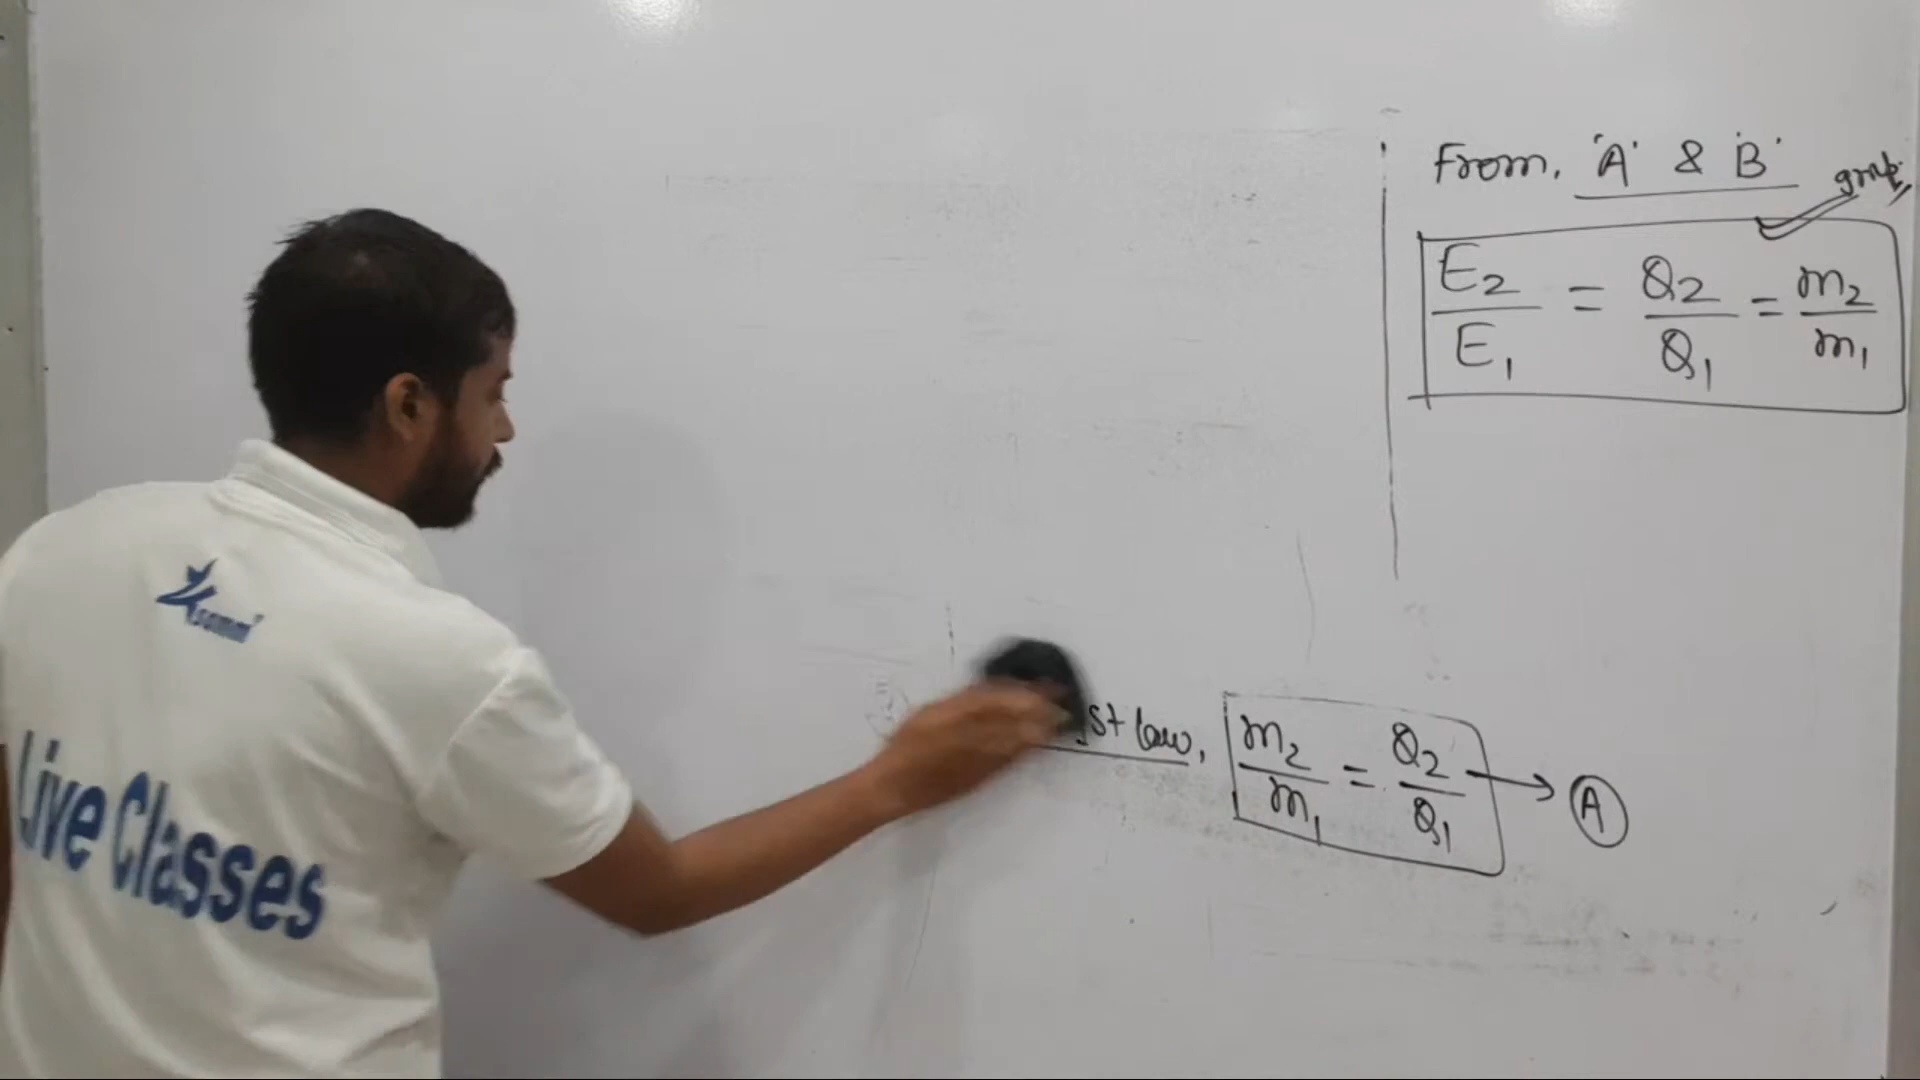 From, 'A' & 'B'
E₂/E₁ = Q₂/Q₁ = m₂/m₁
st law, m₂/m₁ = Q₂/Q₁ → A
Live Classes